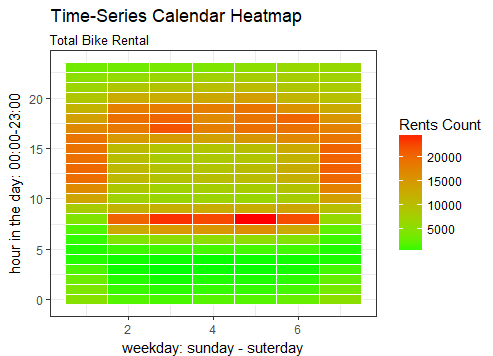 Time-Series Calendar Heatmap
Total Bike Rental
hour in the day: 00:00-23:00
20
15
10
5
0
2 4 6
weekday: sunday - suterday
Rents Count
20000
15000
10000
5000